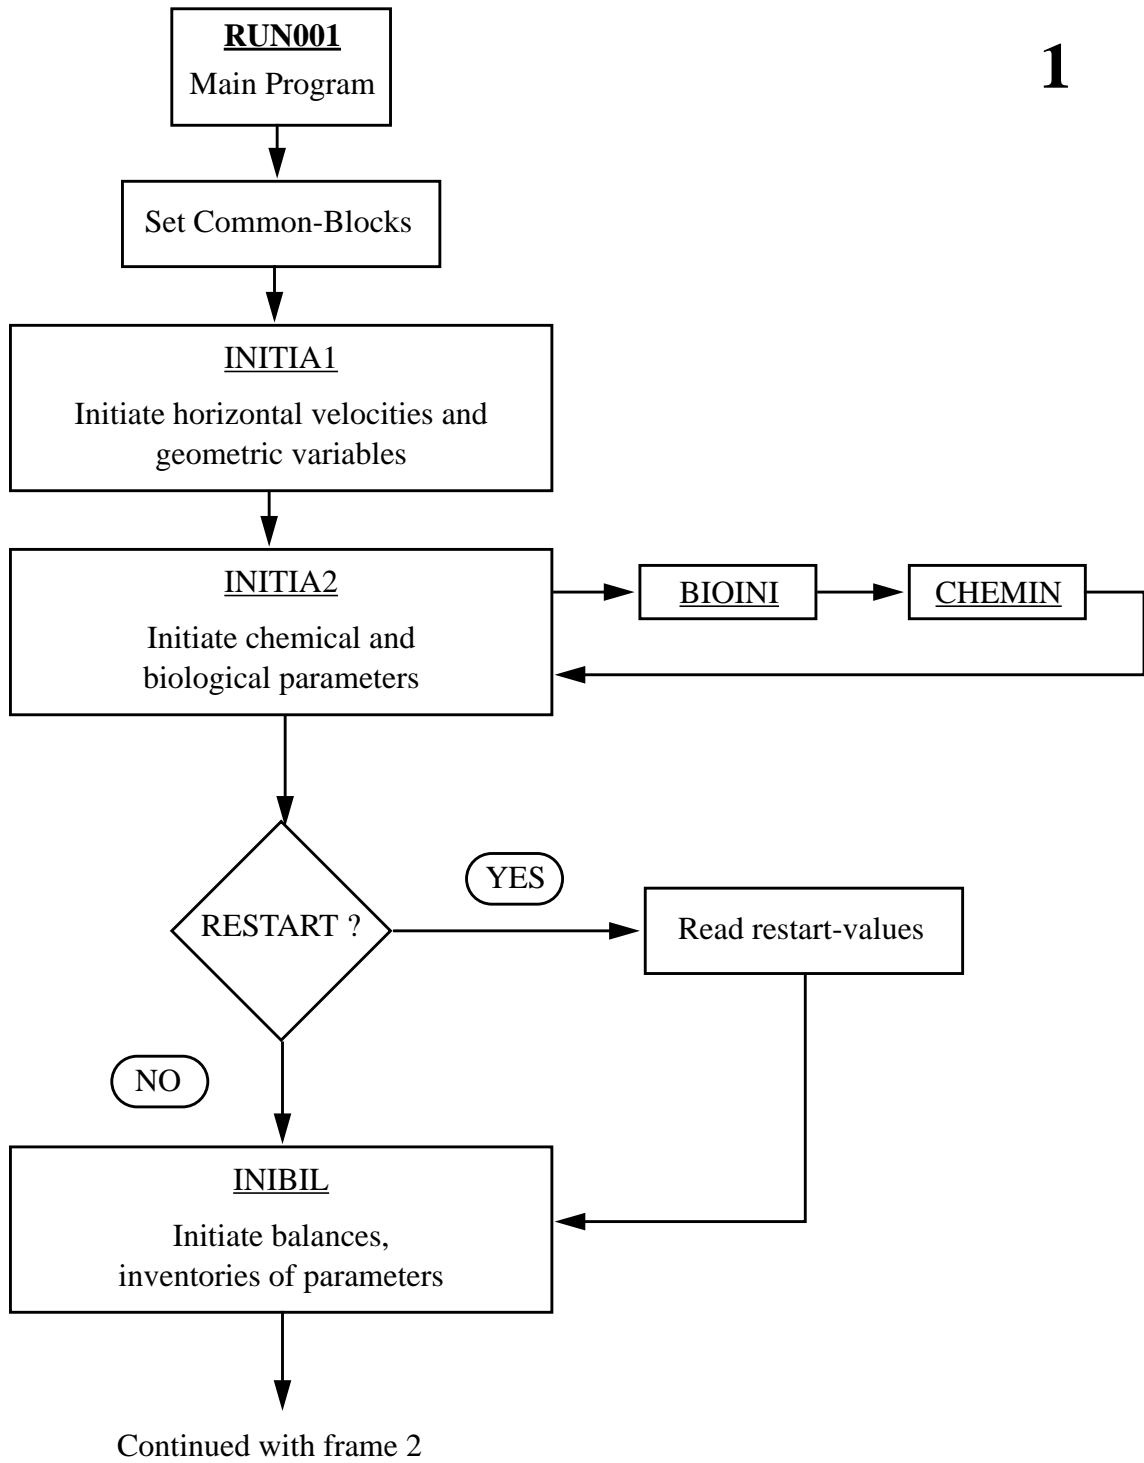 RUN001
1
Main Program
Set Common-Blocks
INITIA1
Initiate horizontal velocities and
geometric variables
INITIA2
Initiate chemical and
biological parameters
BIOINI
CHEMIN
RESTART ?
YES
Read restart-values
NO
INIBIL
Initiate balances,
inventories of parameters
Continued with frame 2